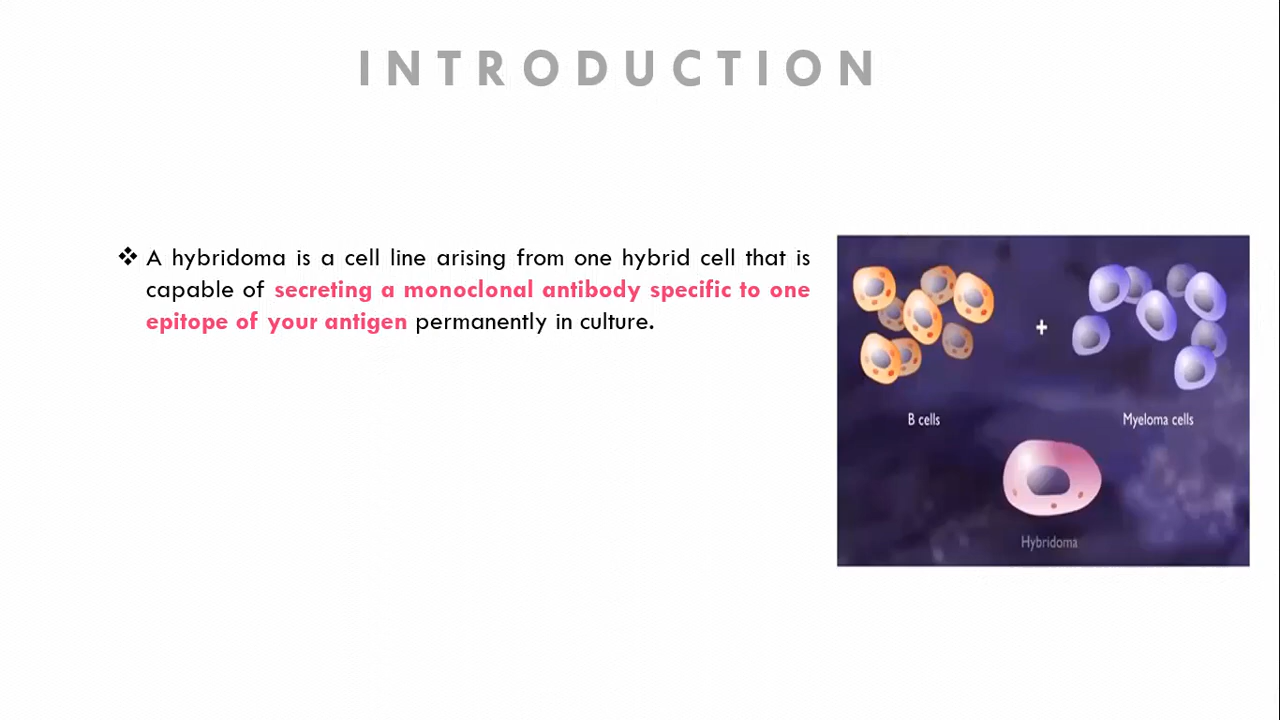 INTRODUCTION
❖ A hybridoma is a cell line arising from one hybrid cell that is
capable of secreting a monoclonal antibody specific to one
epitope of your antigen permanently in culture.
+
B cells
Myeloma cells
Hybridoma